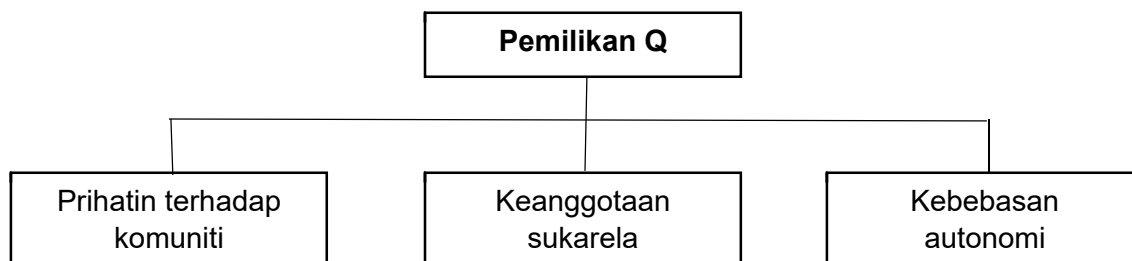 Pemilikan Q
Prihatin terhadap
komuniti
Keanggotaan
sukarela
Kebebasan
autonomi